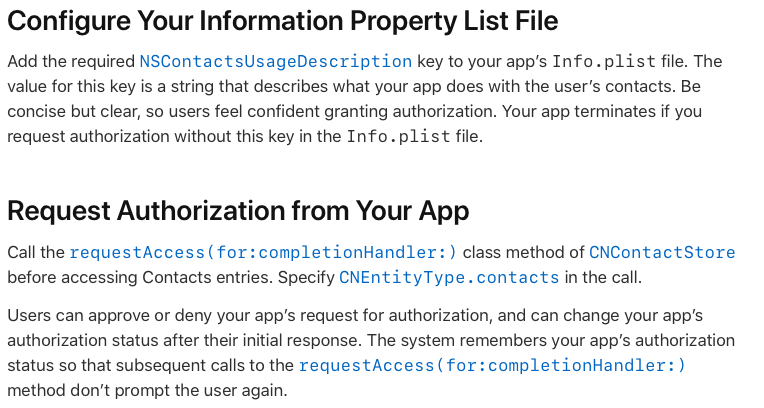 Configure Your Information Property List File
Add the required NSContactsUsageDescription key to your app’s Info.plist file. The
value for this key is a string that describes what your app does with the user’s contacts. Be
concise but clear, so users feel confident granting authorization. Your app terminates if you
request authorization without this key in the Info.plist file.
Request Authorization from Your App
Call the requestAccess(for:completionHandler:) class method of CNContactStore
before accessing Contacts entries. Specify CNEntityType.contacts in the call.
Users can approve or deny your app’s request for authorization, and can change your app’s
authorization status after their initial response. The system remembers your app’s authorization
status so that subsequent calls to the requestAccess(for:completionHandler:)
method don’t prompt the user again.